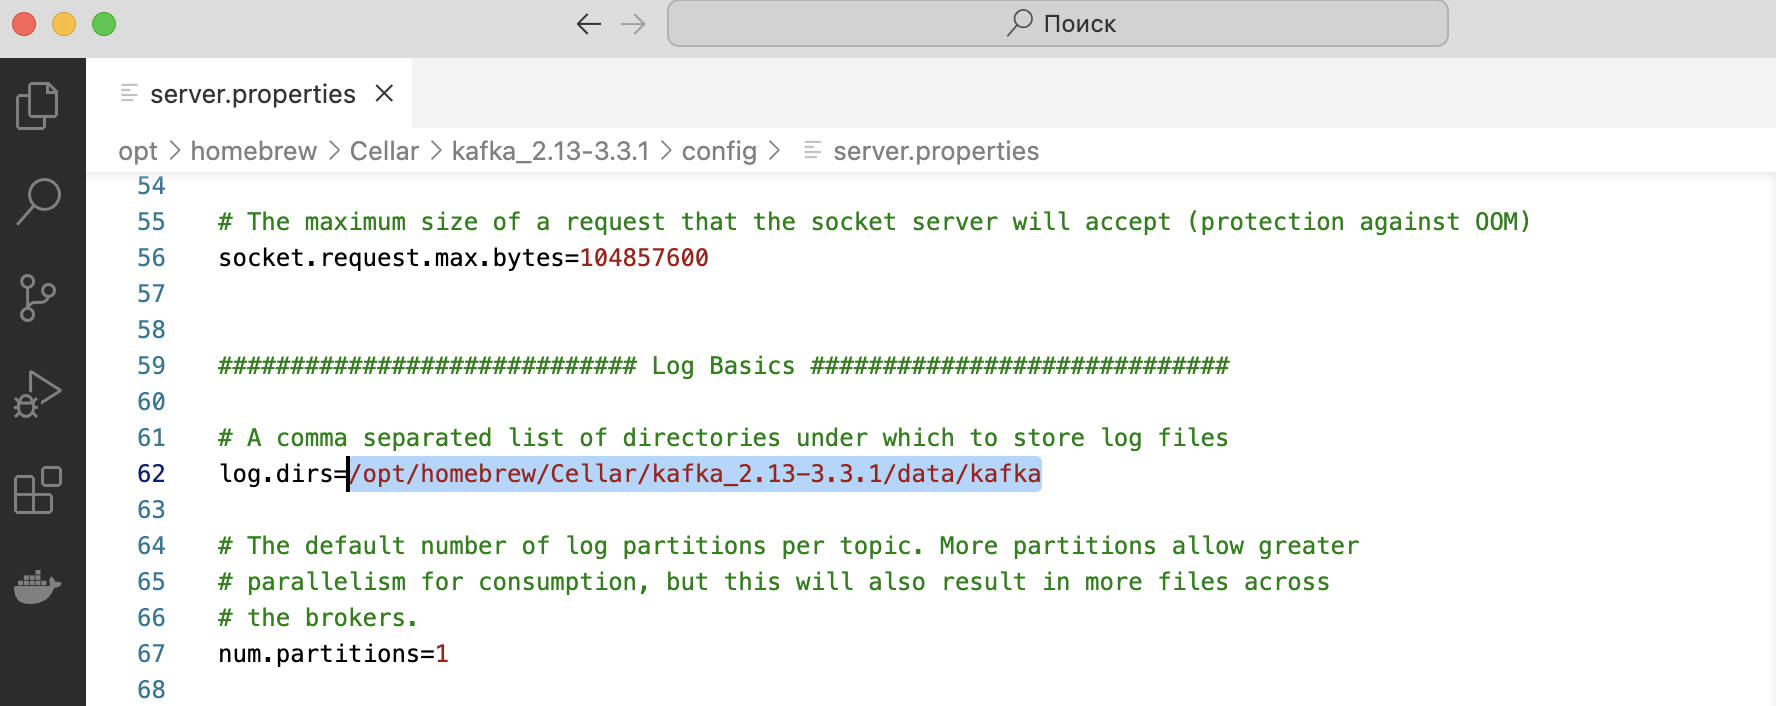 Поиск
server.properties
opt > homebrew > Cellar > kafka_2.13-3.3.1 > config > server.properties
54
55 # The maximum size of a request that the socket server will accept (protection against OOM)
56 socket.request.max.bytes=104857600
57
58
59 ############################# Log Basics #############################
60
61 # A comma separated list of directories under which to store log files
62 log.dirs=/opt/homebrew/Cellar/kafka_2.13-3.3.1/data/kafka
63
64 # The default number of log partitions per topic. More partitions allow greater
65 # parallelism for consumption, but this will also result in more files across
66 # the brokers.
67 num.partitions=1
68